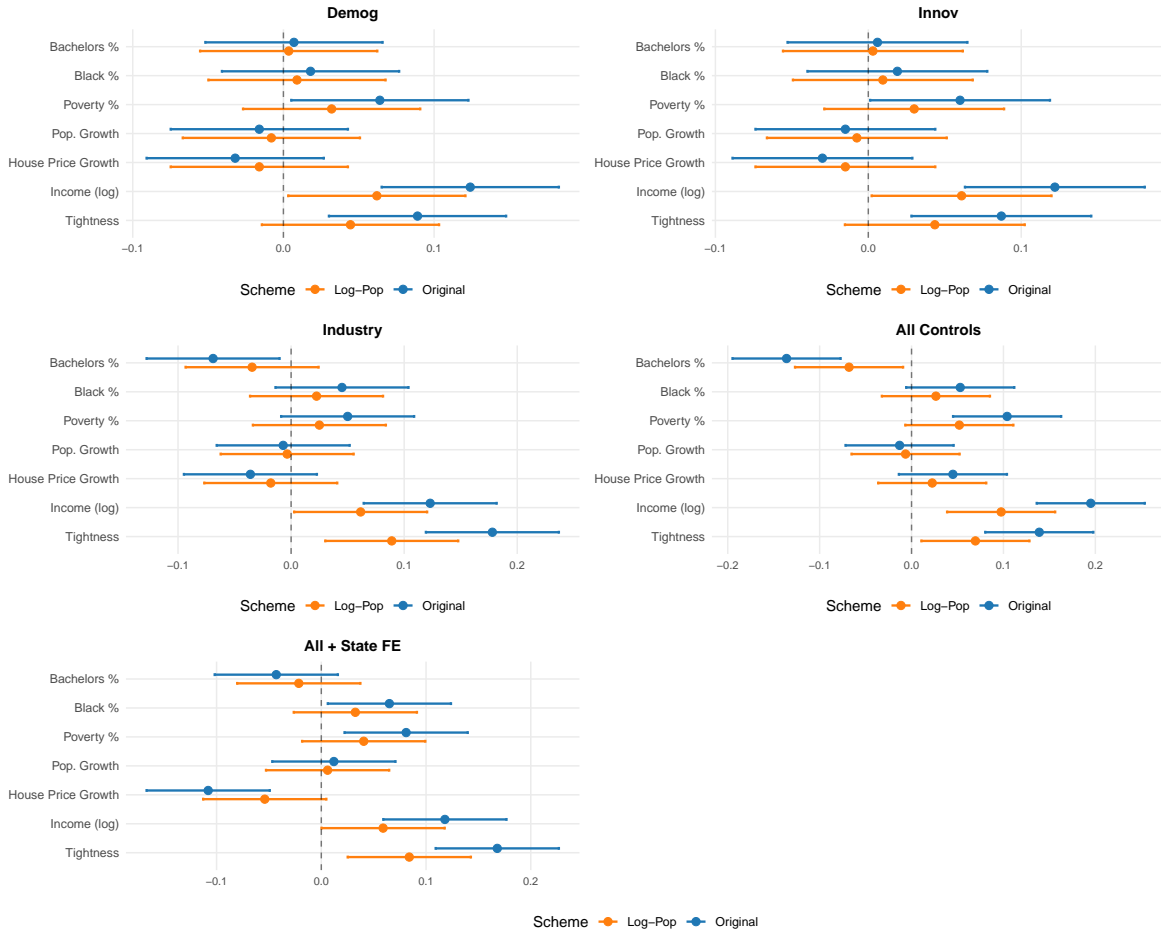 Demog
Bachelors %
Black %
Poverty %
Pop. Growth
House Price Growth
Income (log)
Tightness
−0.1 0.0 0.1
Scheme Log−Pop Original
Innov
Bachelors %
Black %
Poverty %
Pop. Growth
House Price Growth
Income (log)
Tightness
−0.1 0.0 0.1
Scheme Log−Pop Original
Industry
Bachelors %
Black %
Poverty %
Pop. Growth
House Price Growth
Income (log)
Tightness
−0.1 0.0 0.1 0.2
Scheme Log−Pop Original
All Controls
Bachelors %
Black %
Poverty %
Pop. Growth
House Price Growth
Income (log)
Tightness
−0.2 −0.1 0.0 0.1 0.2
Scheme Log−Pop Original
All + State FE
Bachelors %
Black %
Poverty %
Pop. Growth
House Price Growth
Income (log)
Tightness
−0.1 0.0 0.1 0.2
Scheme Log−Pop Original